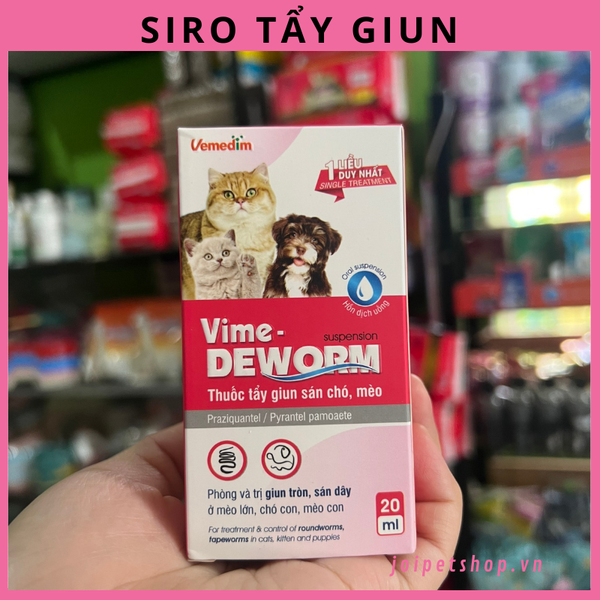 SIRO TẨY GIUN
Vemedim
1 LIỀU
DUY NHẤT
SINGLE TREATMENT
Oral suspension
Hỗn dịch uống
Vime -
suspension
DEWORM
Thuốc tẩy giun sán chó, mèo
Praziquantel / Pyrantel pamoaete
Phòng và trị giun tròn, sán dây
ở mèo lớn, chó con, mèo con
For treatment & control of roundworms,
tapeworms in cats, kitten and puppies
20
ml
joipetshop.vn